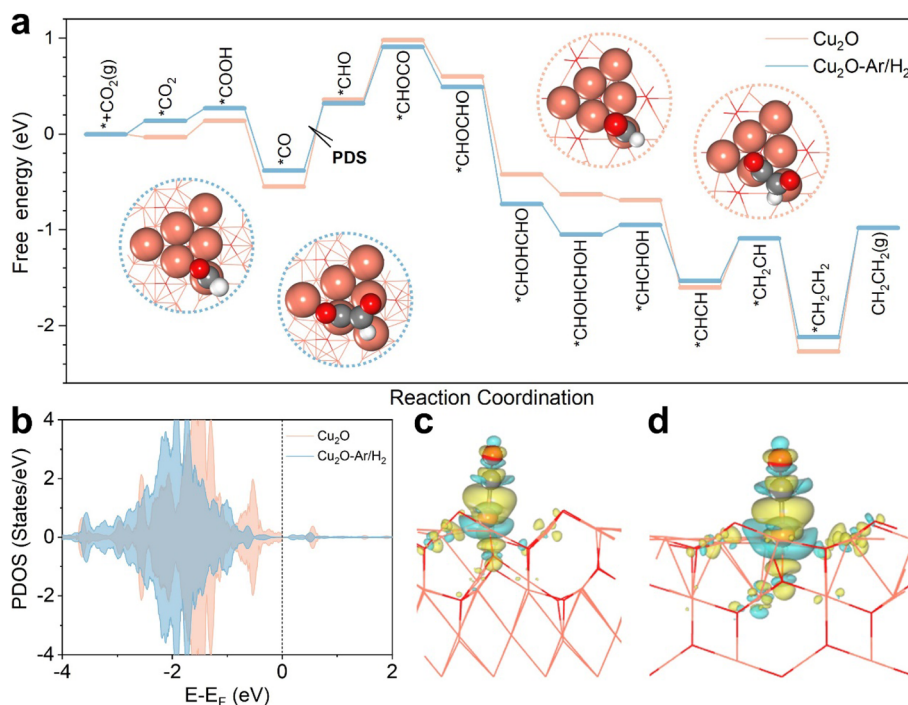 a
Cu₂O
Cu₂O-Ar/H₂
1
0
-1
-2
Free energy (eV)
*+CO₂(g)
*CO₂
*COOH
*CO
*CHO
PDS
*CHOCO
*CHOCHO
*CHOHCHO
*CHOHCHOH
*CHCHOH
*CHCH
*CH₂CH
*CH₂CH₂
CH₂CH₂(g)
Reaction Coordination
b
Cu₂O
Cu₂O-Ar/H₂
4
2
0
-2
-4
PDOS (States/eV)
-4 -2 0 2
E-E_F (eV)
c
d